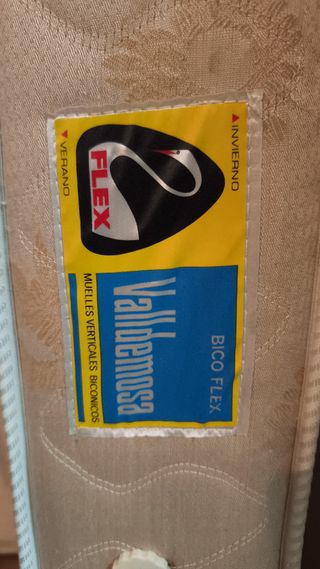 ▲INVIERNO
FLEX
▼VERANO
BICO FLEX
Valldemosa
MUELLES VERTICALES BICONICOS